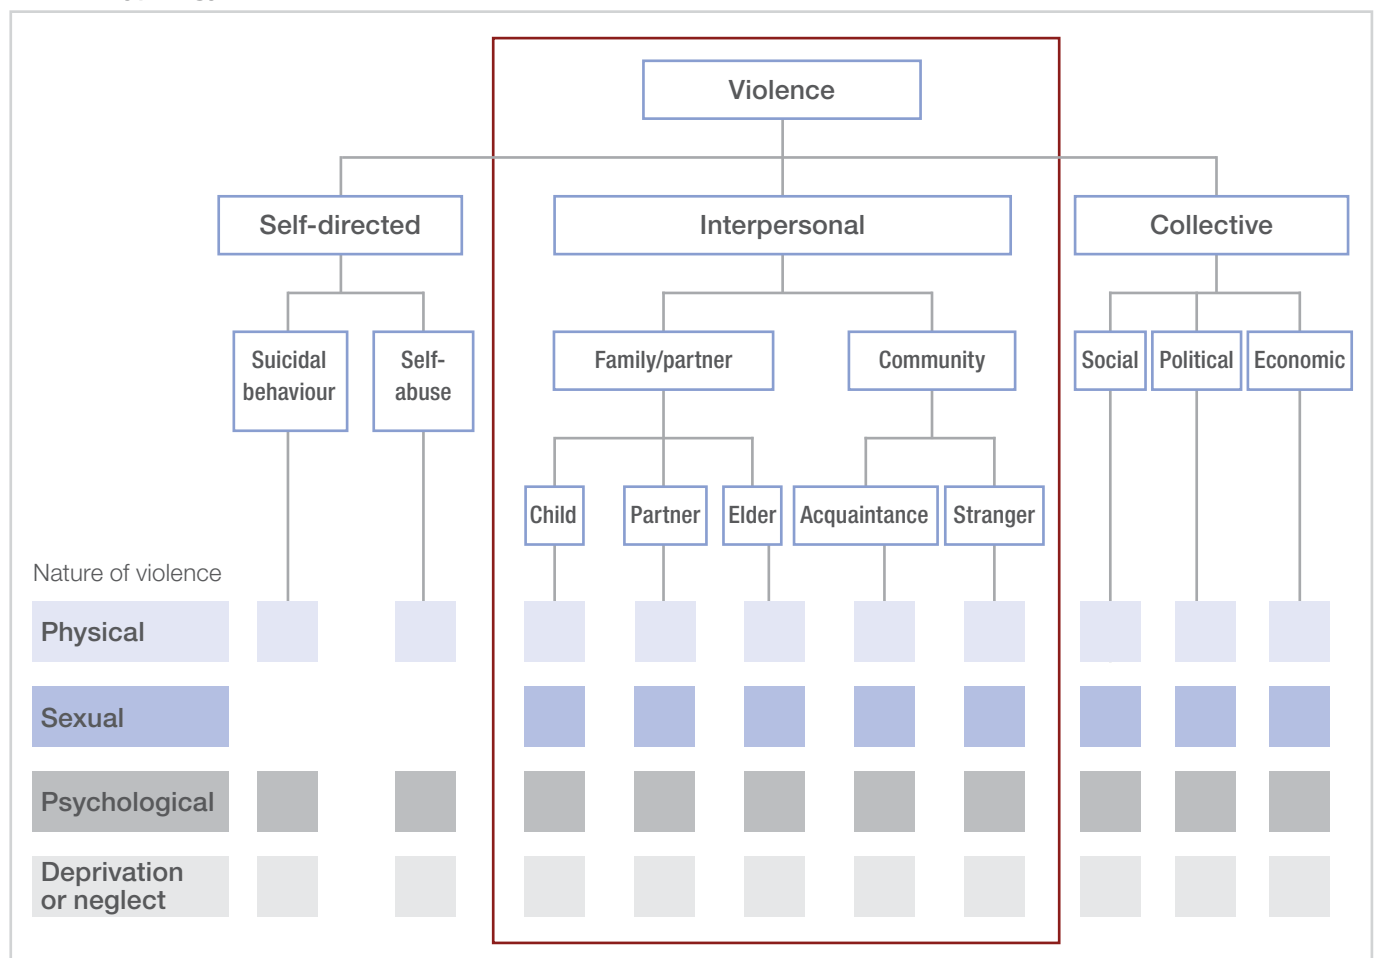 Violence
Self-directed
Interpersonal
Collective
Suicidal
behaviour
Self-
abuse
Family/partner
Community
Social
Political
Economic
Child
Partner
Elder
Acquaintance
Stranger
Nature of violence
Physical
Sexual
Psychological
Deprivation
or neglect